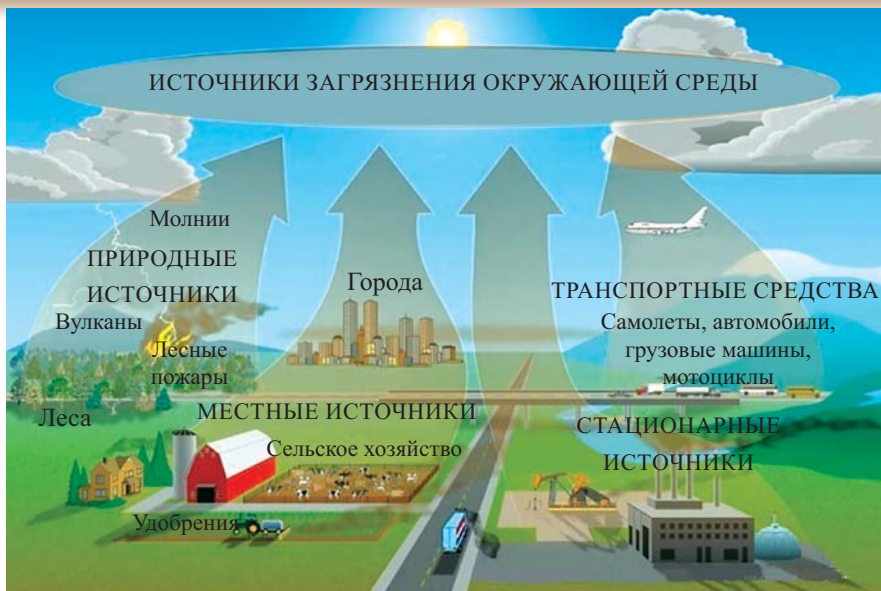 ИСТОЧНИКИ ЗАГРЯЗНЕНИЯ ОКРУЖАЮЩЕЙ СРЕДЫ
Молнии
ПРИРОДНЫЕ
ИСТОЧНИКИ
Вулканы
Лесные
пожары
Леса
Города
МЕСТНЫЕ ИСТОЧНИКИ
Сельское хозяйство
Удобрения
ТРАНСПОРТНЫЕ СРЕДСТВА
Самолеты, автомобили,
грузовые машины,
мотоциклы
СТАЦИОНАРНЫЕ
ИСТОЧНИКИ